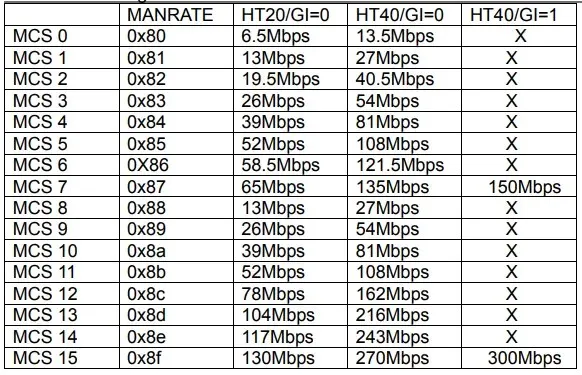 MANRATE HT20/GI=0 HT40/GI=0 HT40/GI=1
MCS 0 0x80 6.5Mbps 13.5Mbps X
MCS 1 0x81 13Mbps 27Mbps X
MCS 2 0x82 19.5Mbps 40.5Mbps X
MCS 3 0x83 26Mbps 54Mbps X
MCS 4 0x84 39Mbps 81Mbps X
MCS 5 0x85 52Mbps 108Mbps X
MCS 6 0X86 58.5Mbps 121.5Mbps X
MCS 7 0x87 65Mbps 135Mbps 150Mbps
MCS 8 0x88 13Mbps 27Mbps X
MCS 9 0x89 26Mbps 54Mbps X
MCS 10 0x8a 39Mbps 81Mbps X
MCS 11 0x8b 52Mbps 108Mbps X
MCS 12 0x8c 78Mbps 162Mbps X
MCS 13 0x8d 104Mbps 216Mbps X
MCS 14 0x8e 117Mbps 243Mbps X
MCS 15 0x8f 130Mbps 270Mbps 300Mbps